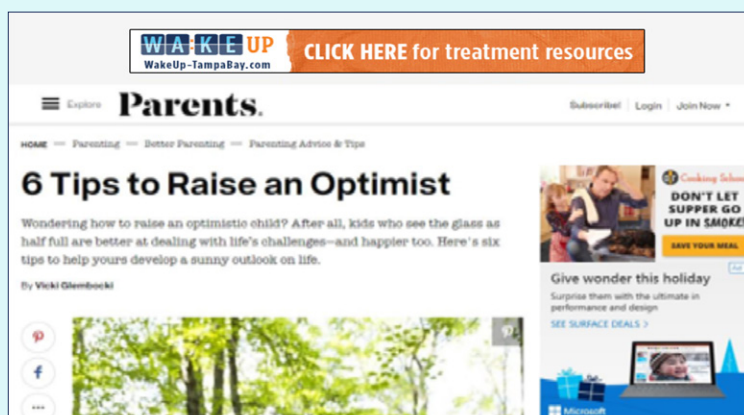 WAKE UP
WakeUp-TampaBay.com
CLICK HERE for treatment resources
Explore
Parents.
Subscribe!
Login
Join Now
HOME — Parenting — Better Parenting — Parenting Advice & Tips
6 Tips to Raise an Optimist
Wondering how to raise an optimistic child? After all, kids who see the glass as
half full are better at dealing with life's challenges—and happier too. Here's six
tips to help yours develop a sunny outlook on life.
By Vicki Glembocki
Cooking School
DON'T LET
SUPPER GO
UP IN SMOKE!
SAVE YOUR MEAL
Ad
Give wonder this holiday
Surprise them with the ultimate in
performance and design
SEE SURFACE DEALS >
Microsoft